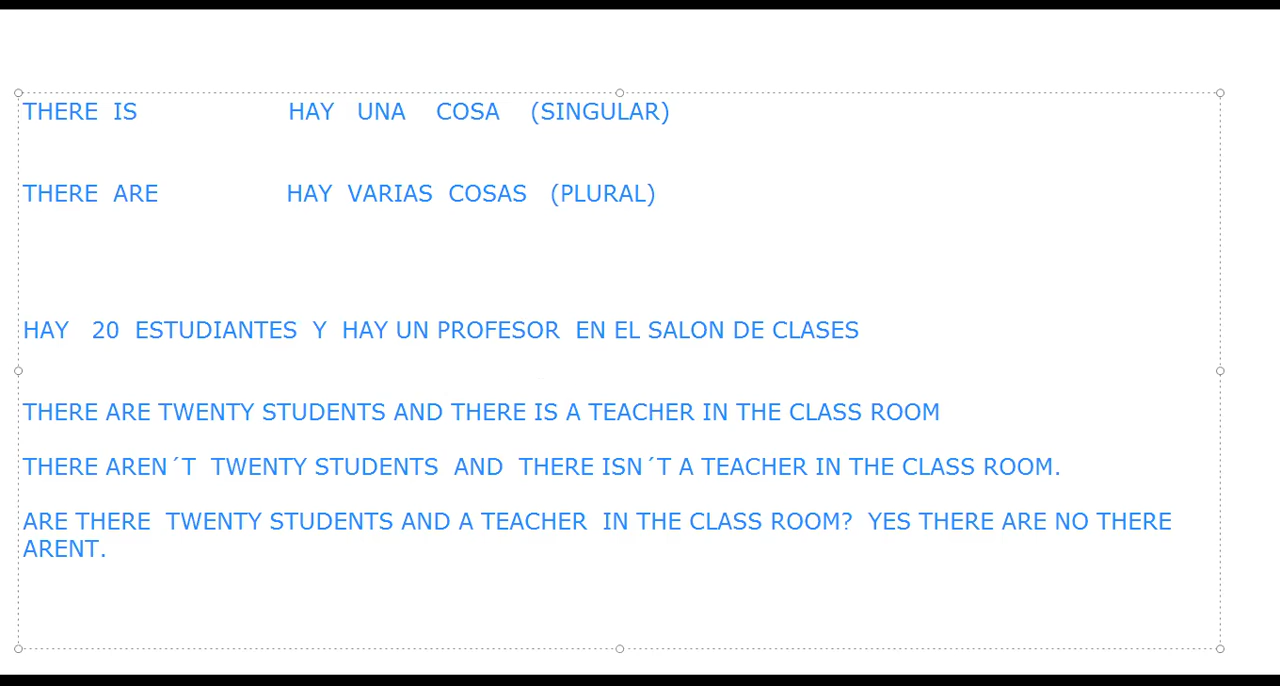 THERE IS HAY UNA COSA (SINGULAR)
THERE ARE HAY VARIAS COSAS (PLURAL)
HAY 20 ESTUDIANTES Y HAY UN PROFESOR EN EL SALON DE CLASES
THERE ARE TWENTY STUDENTS AND THERE IS A TEACHER IN THE CLASS ROOM
THERE AREN´T TWENTY STUDENTS AND THERE ISN´T A TEACHER IN THE CLASS ROOM.
ARE THERE TWENTY STUDENTS AND A TEACHER IN THE CLASS ROOM? YES THERE ARE NO THERE
ARENT.